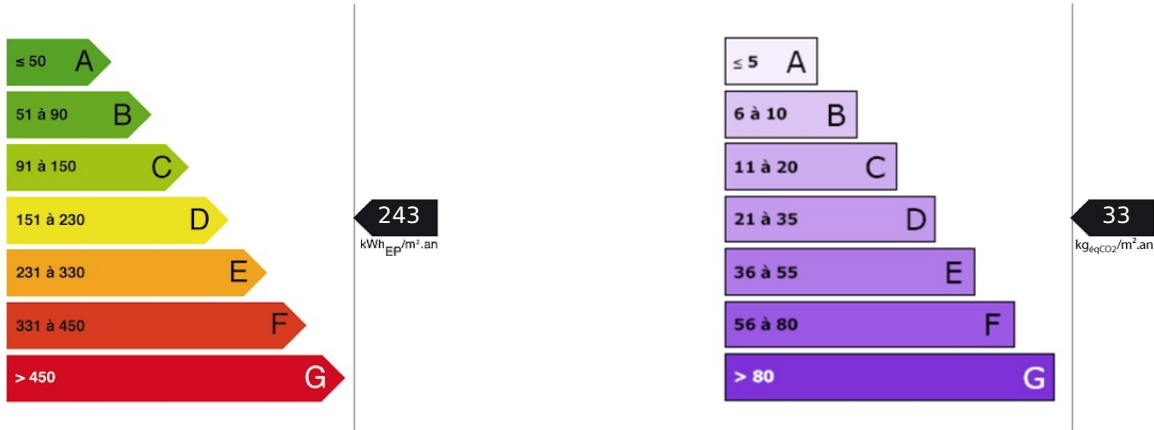 ≤ 50 A
51 à 90 B
91 à 150 C
151 à 230 D
231 à 330 E
331 à 450 F
> 450 G
243
kWhEP/m².an
≤ 5 A
6 à 10 B
11 à 20 C
21 à 35 D
36 à 55 E
56 à 80 F
> 80 G
33
kgéqCO2/m².an